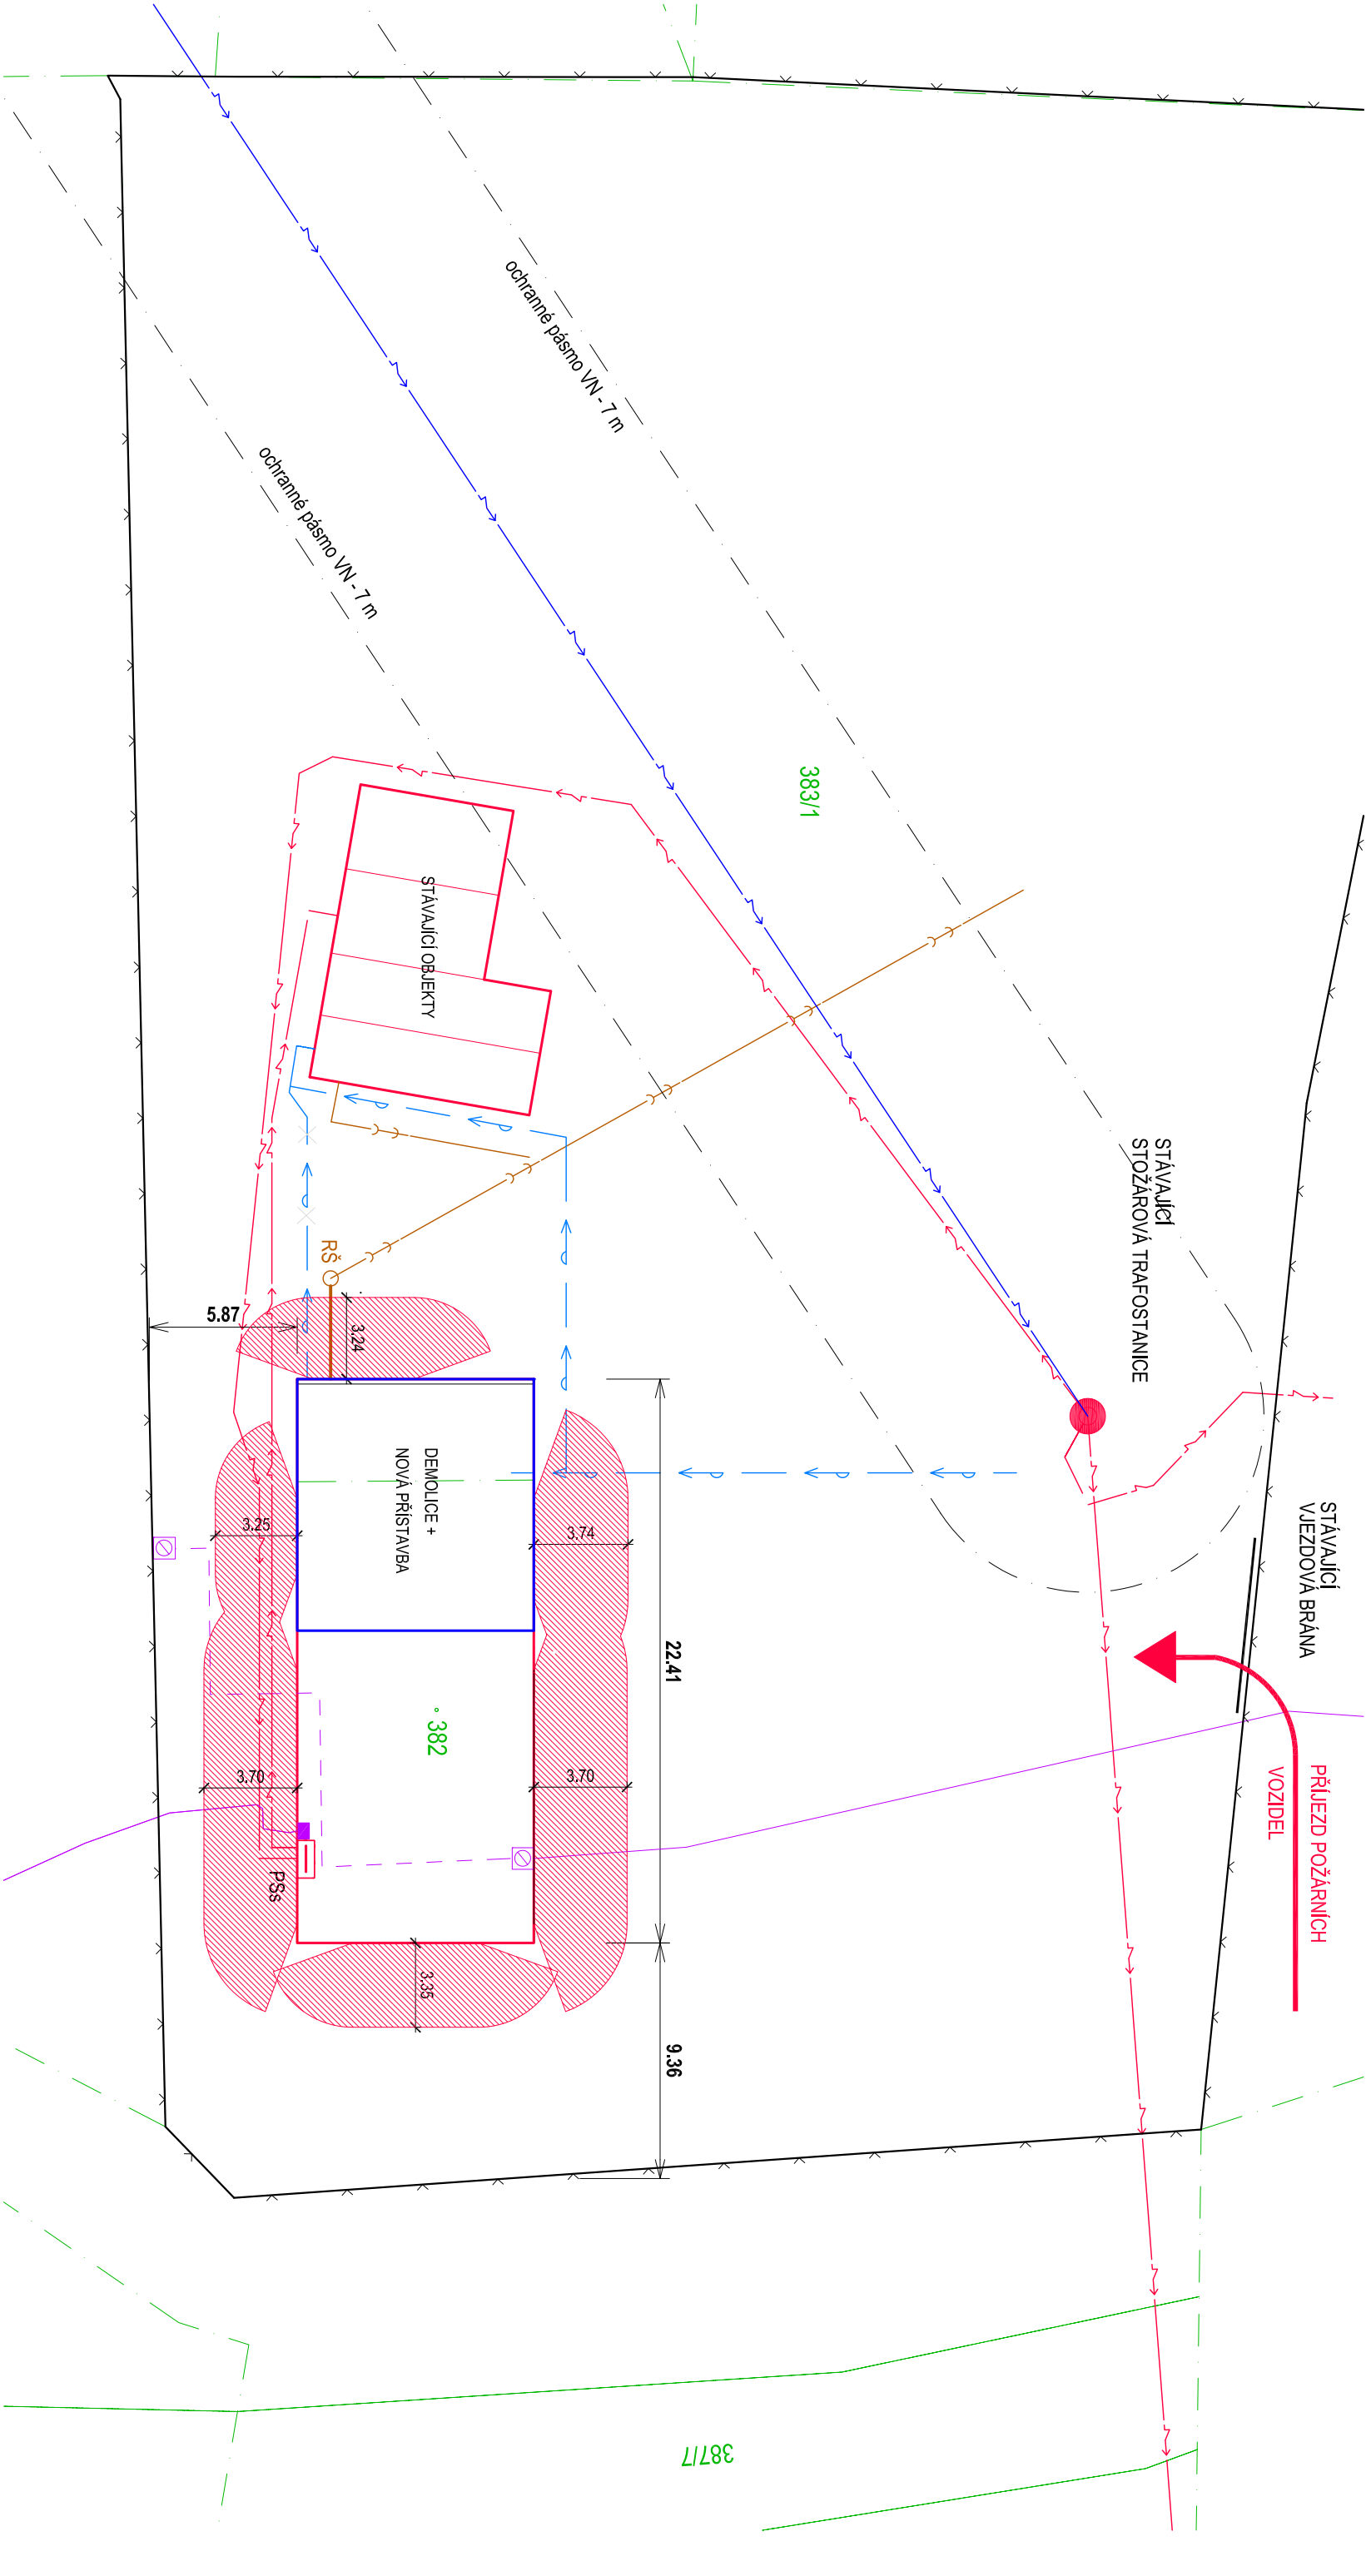 ochranné pásmo VN - 7 m
ochranné pásmo VN - 7 m
383/1
STÁVAJÍCÍ OBJEKTY
STÁVAJÍCÍ
STOŽÁROVÁ TRAFOSTANICE
RŠ
5.87
3.24
DEMOLICE +
NOVÁ PŘÍSTAVBA
3.25
3.74
STÁVAJÍCÍ
VJEZDOVÁ BRÁNA
22.41
382
3.70
3.70
PŘÍJEZD POŽÁRNÍCH
VOZIDEL
PSs
3.35
9.36
387/7